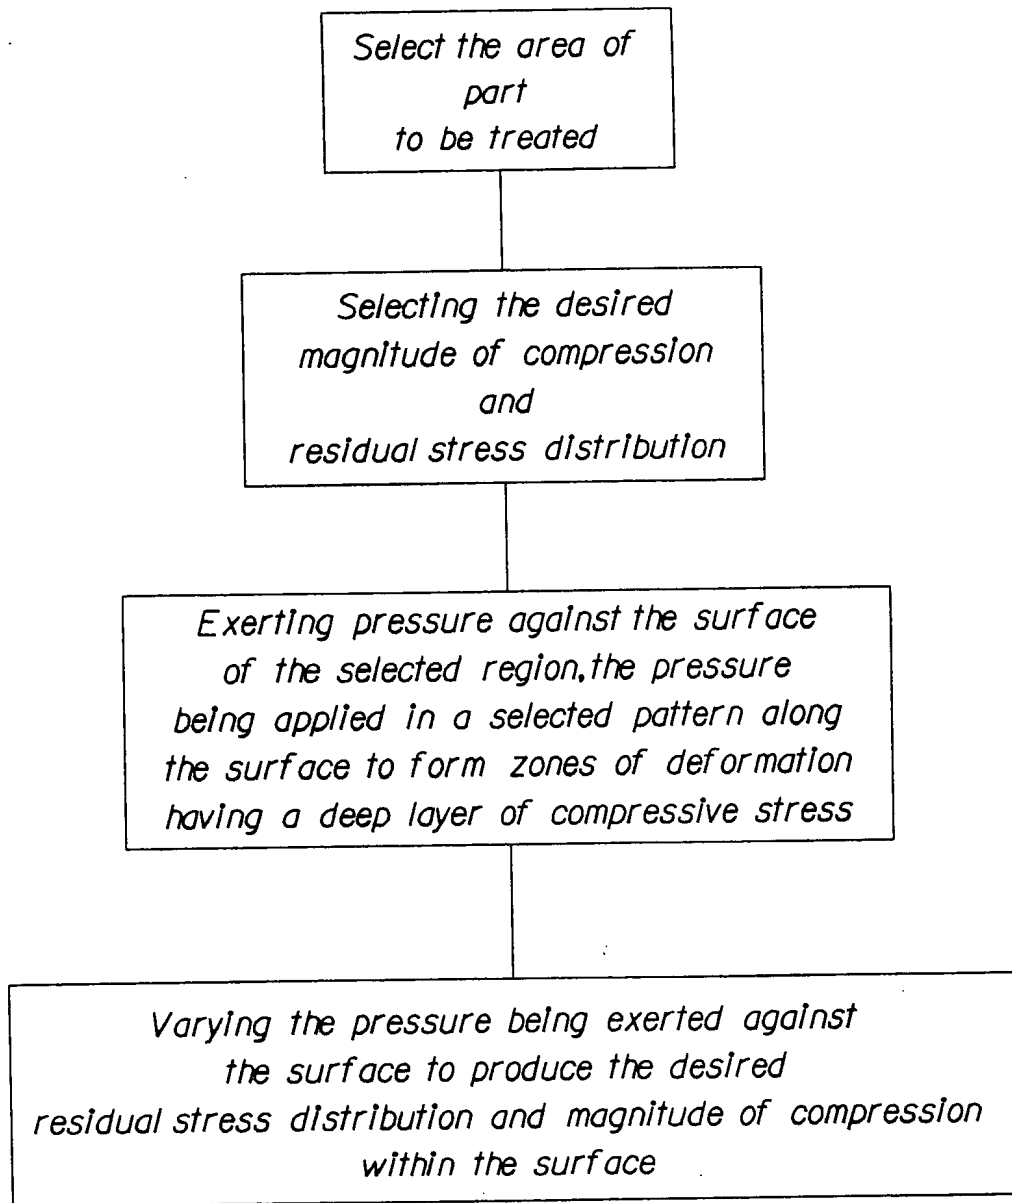 Select the area of
part
to be treated
Selecting the desired
magnitude of compression
and
residual stress distribution
Exerting pressure against the surface
of the selected region, the pressure
being applied in a selected pattern along
the surface to form zones of deformation
having a deep layer of compressive stress
Varying the pressure being exerted against
the surface to produce the desired
residual stress distribution and magnitude of compression
within the surface